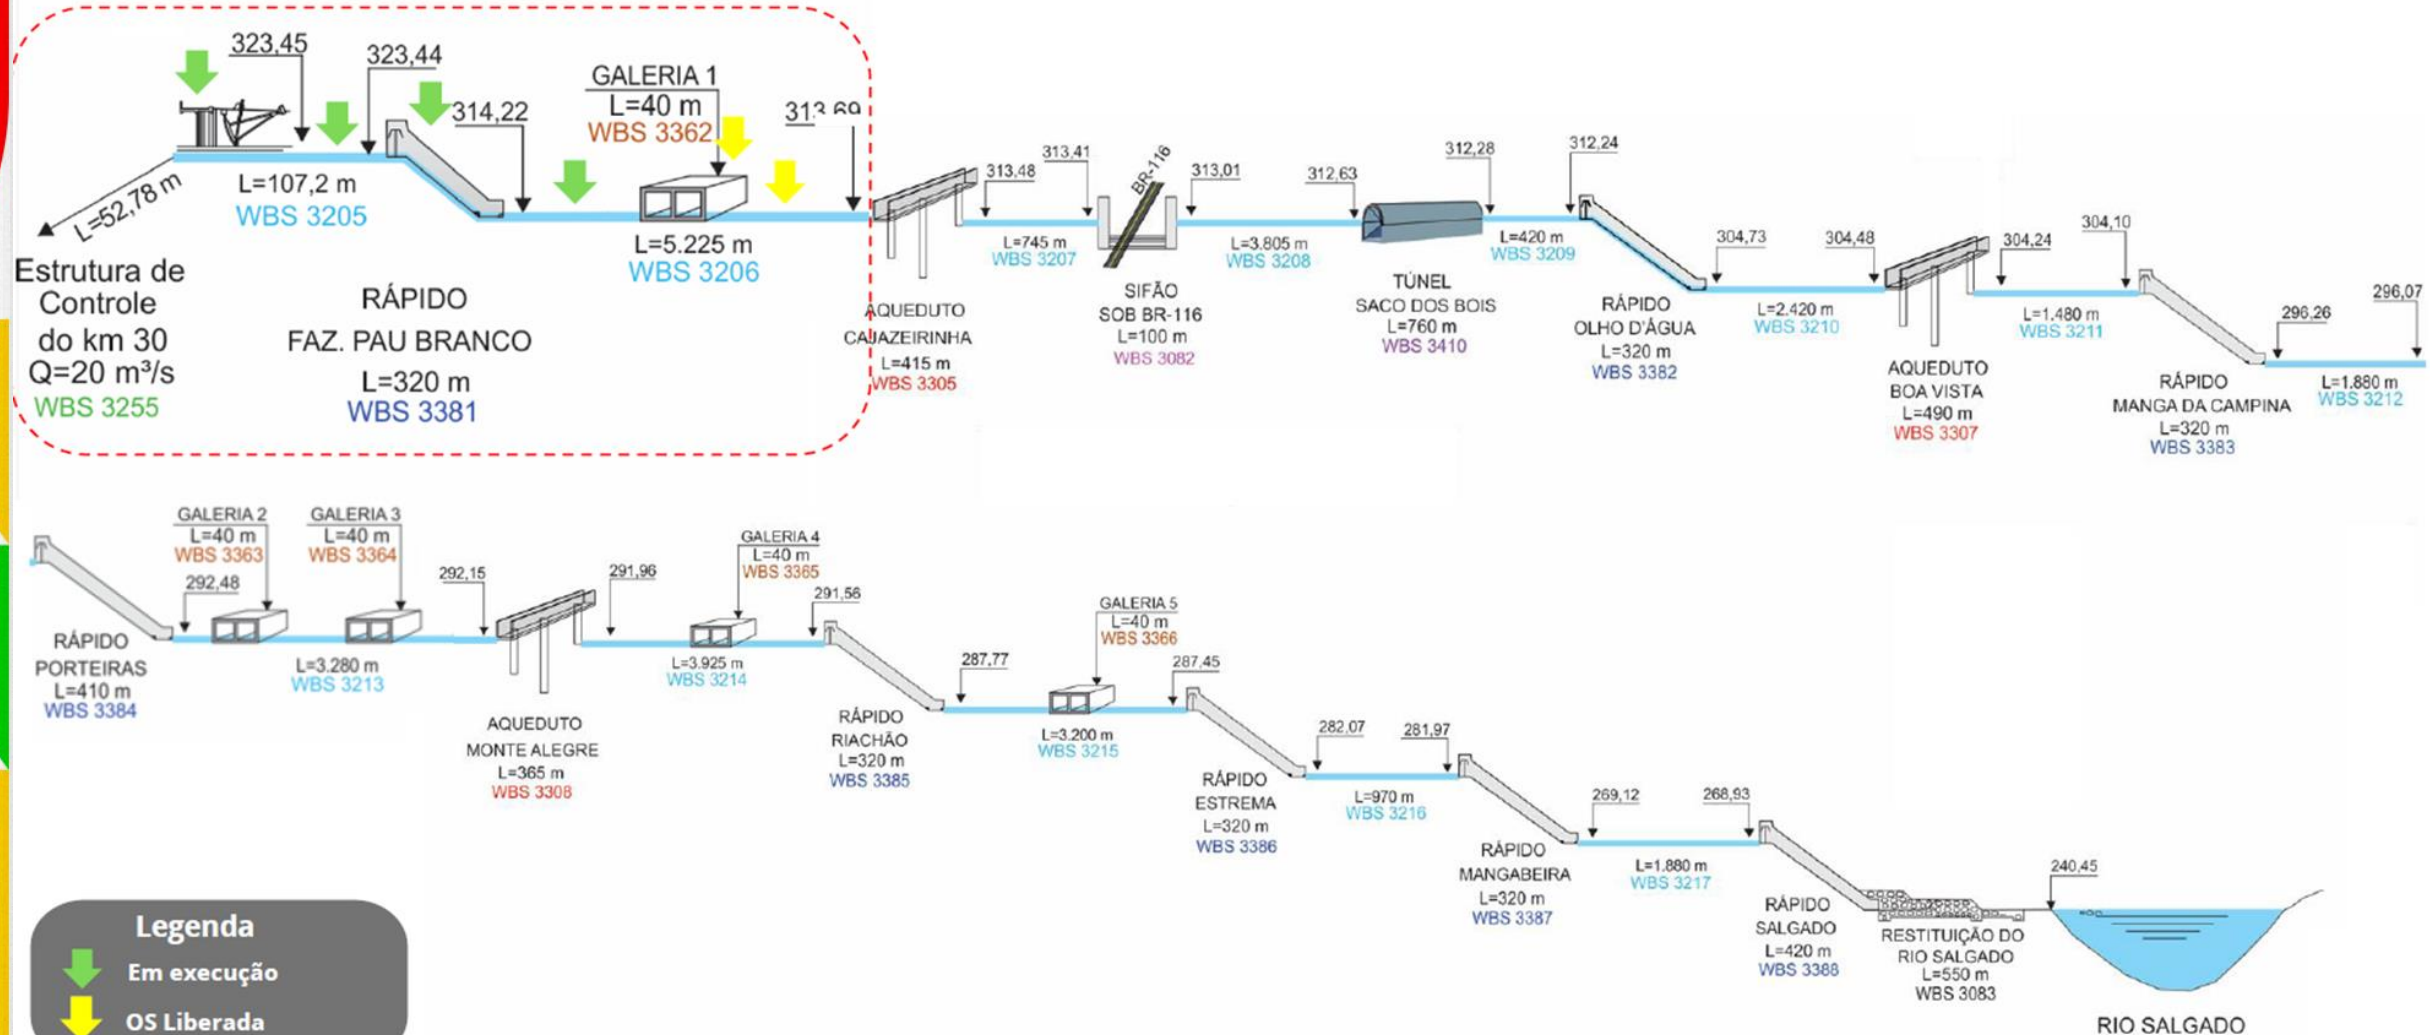 323,45
323,44
314,22
GALERIA 1
L=40 m
WBS 3362
313,69
L=52,78 m
L=107,2 m
WBS 3205
L=5.225 m
WBS 3206
Estrutura de
Controle
do km 30
Q=20 m³/s
WBS 3255
RÁPIDO
FAZ. PAU BRANCO
L=320 m
WBS 3381
AQUEDUTO
CAJAZEIRINHA
L=415 m
WBS 3305
313,48
313,41
L=745 m
WBS 3207
BR-116
SIFÃO
SOB BR-116
L=100 m
WBS 3082
313,01
312,63
L=3.805 m
WBS 3208
TÚNEL
SACO DOS BOIS
L=760 m
WBS 3410
312,28
312,24
L=420 m
WBS 3209
RÁPIDO
OLHO D'ÁGUA
L=320 m
WBS 3382
304,73
304,48
L=2.420 m
WBS 3210
AQUEDUTO
BOA VISTA
L=490 m
WBS 3307
304,24
304,10
L=1.480 m
WBS 3211
RÁPIDO
MANGA DA CAMPINA
L=320 m
WBS 3383
296,26
296,07
L=1.880 m
WBS 3212
RÁPIDO
PORTEIRAS
L=410 m
WBS 3384
GALERIA 2
L=40 m
WBS 3363
292,48
GALERIA 3
L=40 m
WBS 3364
292,15
L=3.280 m
WBS 3213
AQUEDUTO
MONTE ALEGRE
L=365 m
WBS 3308
291,96
GALERIA 4
L=40 m
WBS 3365
291,56
L=3.925 m
WBS 3214
RÁPIDO
RIACHÃO
L=320 m
WBS 3385
287,77
GALERIA 5
L=40 m
WBS 3366
287,45
L=3.200 m
WBS 3215
RÁPIDO
ESTREMA
L=320 m
WBS 3386
282,07
281,97
L=970 m
WBS 3216
RÁPIDO
MANGABEIRA
L=320 m
WBS 3387
269,12
268,93
L=1.880 m
WBS 3217
RÁPIDO
SALGADO
L=420 m
WBS 3388
RESTITUIÇÃO DO
RIO SALGADO
L=550 m
WBS 3083
240,45
RIO SALGADO
Legenda
Em execução
OS Liberada